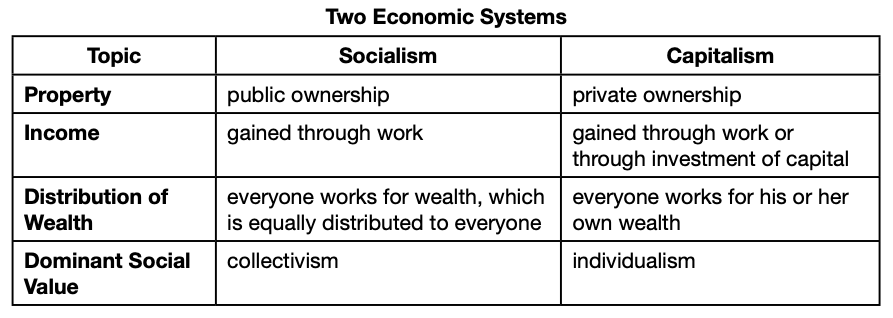 Two Economic Systems
Topic Socialism Capitalism
Property public ownership private ownership
Income gained through work gained through work or
through investment of capital
Distribution of Wealth everyone works for wealth, which everyone works for his or her
is equally distributed to everyone own wealth
Dominant Social Value collectivism individualism